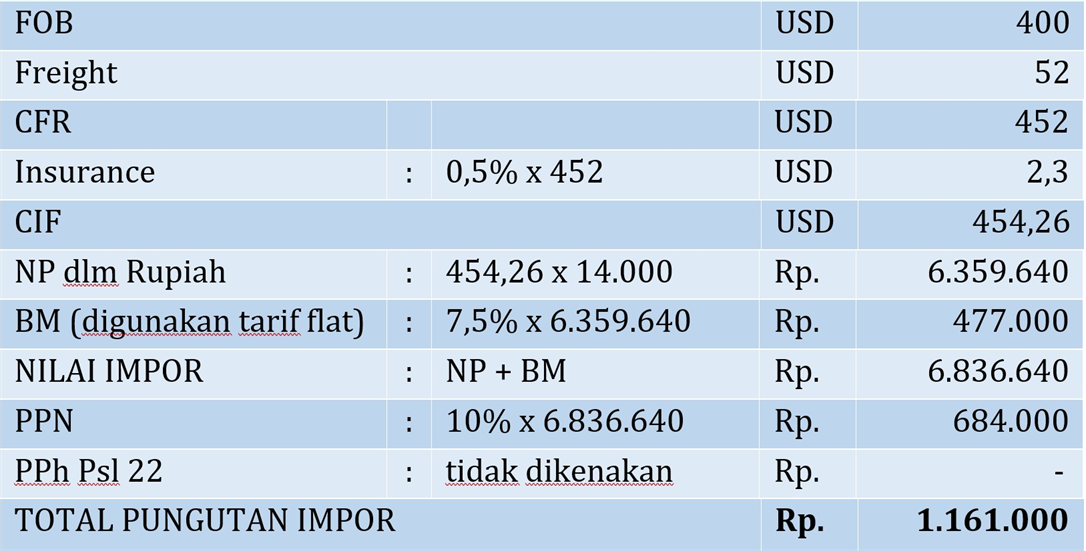 FOB USD 400
Freight USD 52
CFR USD 452
Insurance : 0,5% x 452 USD 2,3
CIF USD 454,26
NP dlm Rupiah : 454,26 x 14.000 Rp. 6.359.640
BM (digunakan tarif flat) : 7,5% x 6.359.640 Rp. 477.000
NILAI IMPOR : NP + BM Rp. 6.836.640
PPN : 10% x 6.836.640 Rp. 684.000
PPh Psl 22 : tidak dikenakan Rp. -
TOTAL PUNGUTAN IMPOR Rp. 1.161.000